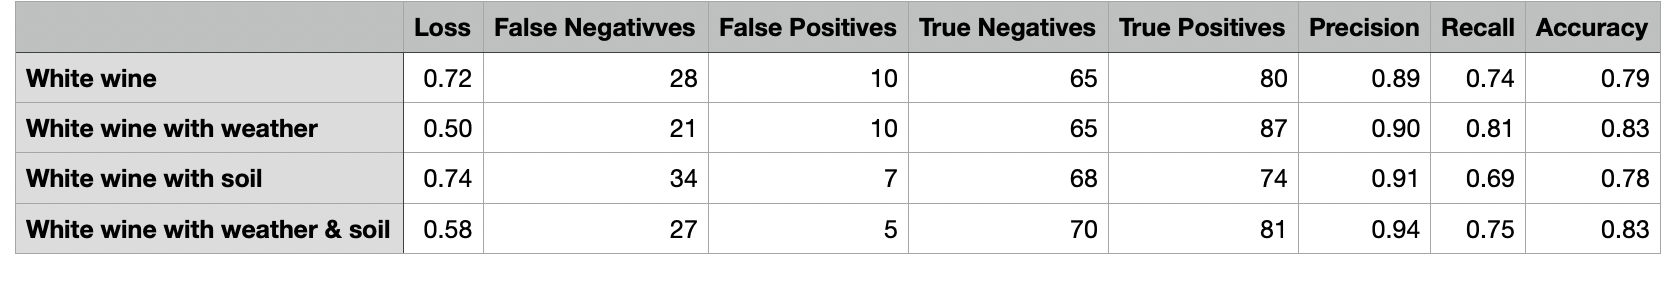 Loss False Negativves False Positives True Negatives True Positives Precision Recall Accuracy
White wine 0.72 28 10 65 80 0.89 0.74 0.79
White wine with weather 0.50 21 10 65 87 0.90 0.81 0.83
White wine with soil 0.74 34 7 68 74 0.91 0.69 0.78
White wine with weather & soil 0.58 27 5 70 81 0.94 0.75 0.83